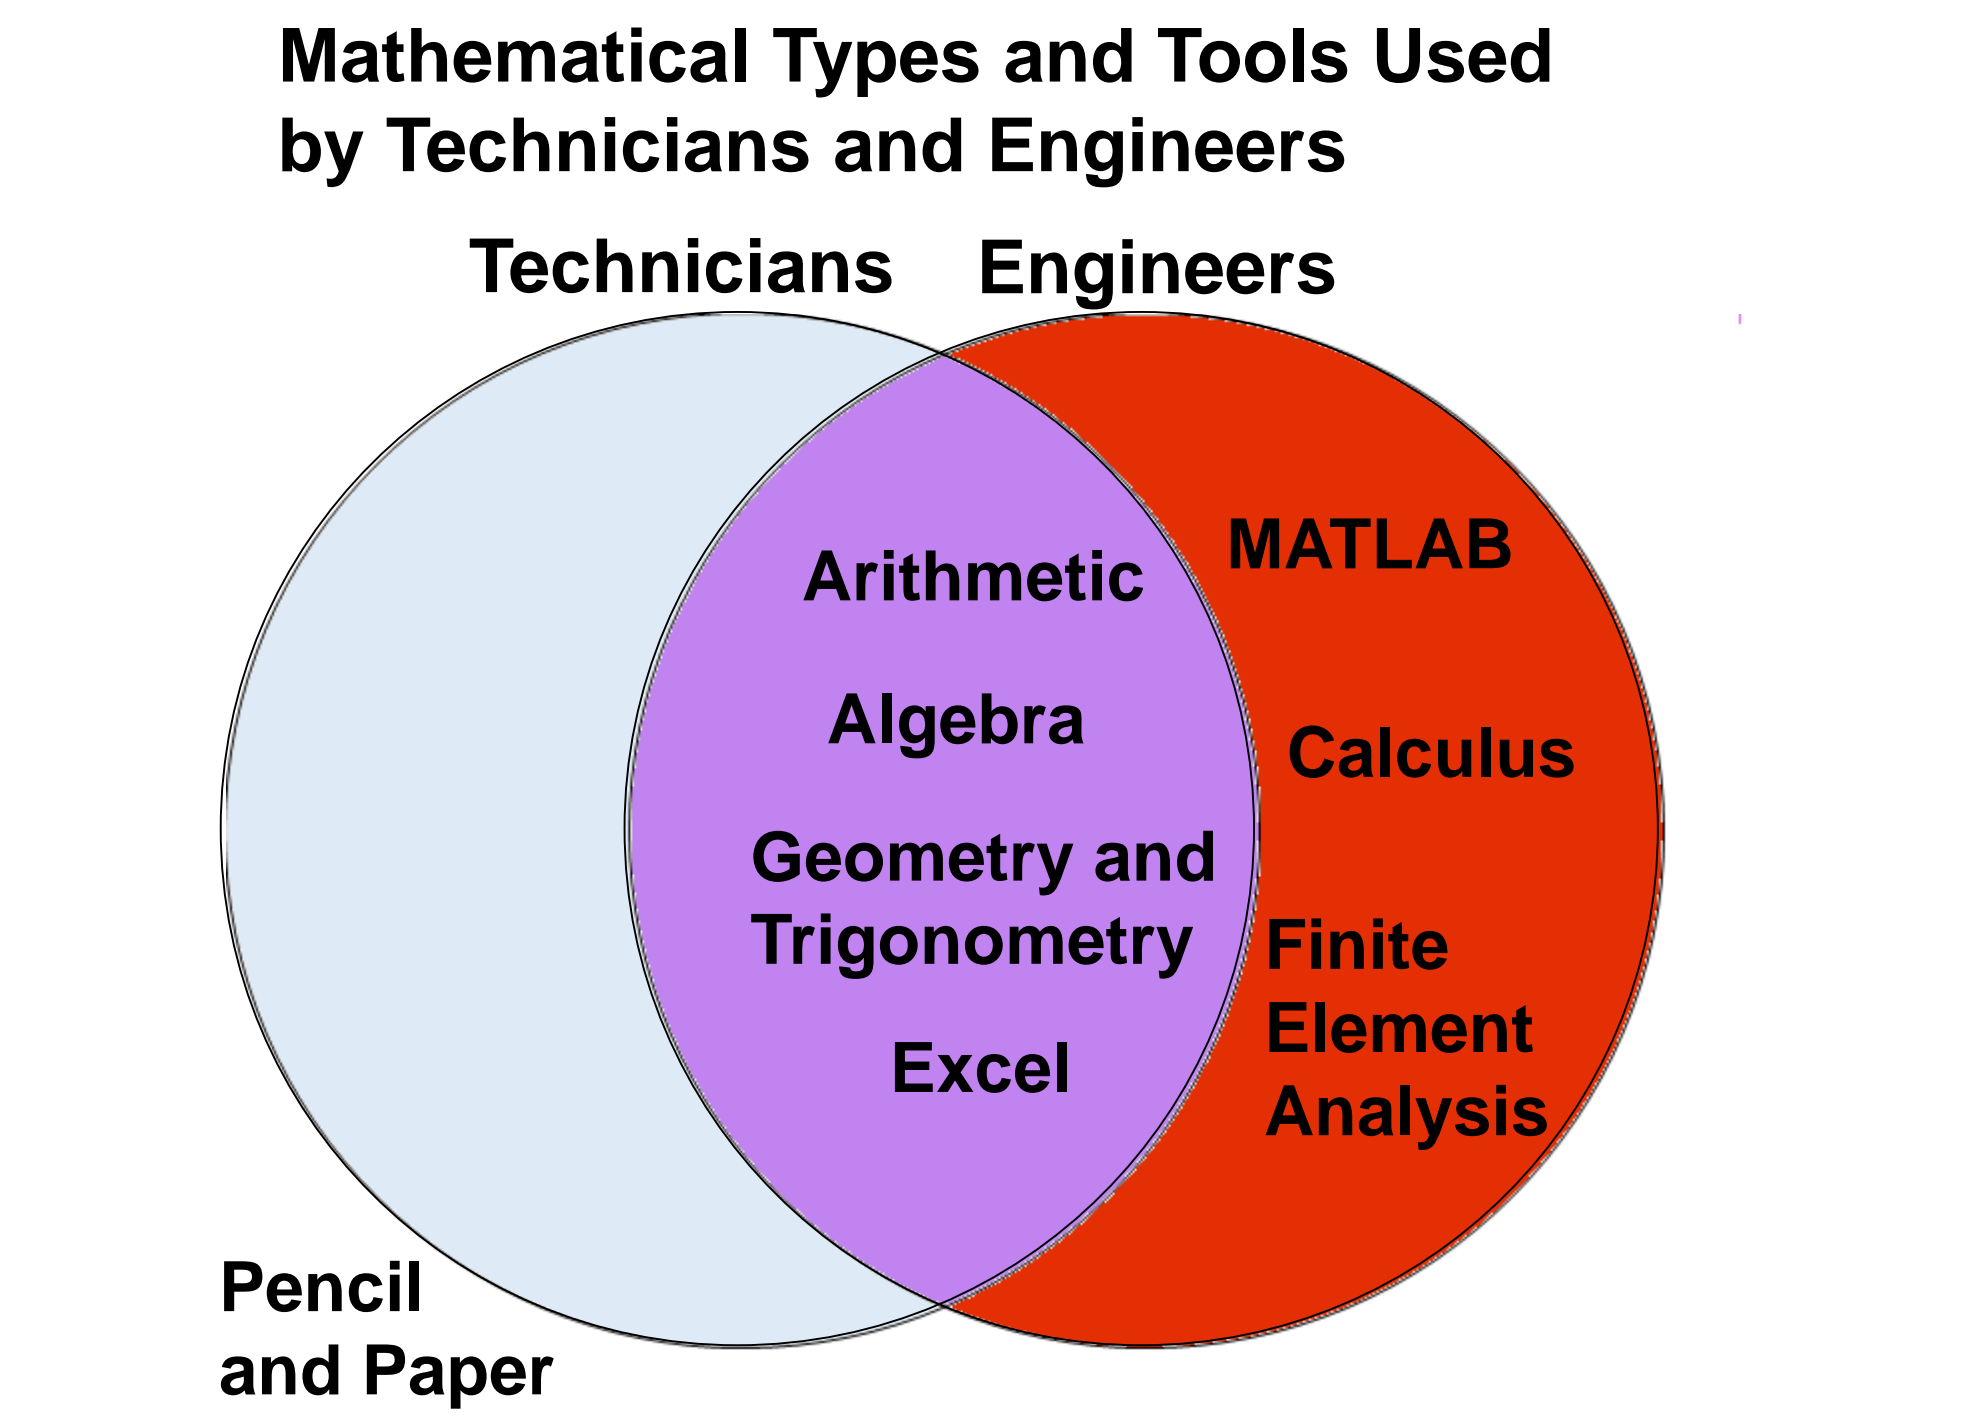 Mathematical Types and Tools Used
by Technicians and Engineers
Technicians
Engineers
Arithmetic
Algebra
Geometry and
Trigonometry
Excel
MATLAB
Calculus
Finite
Element
Analysis
Pencil
and Paper